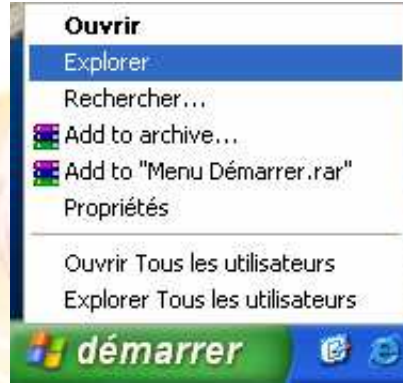 Ouvrir
Explorer
Rechercher...
Add to archive...
Add to "Menu Démarrer.rar"
Propriétés
Ouvrir Tous les utilisateurs
Explorer Tous les utilisateurs
démarrer